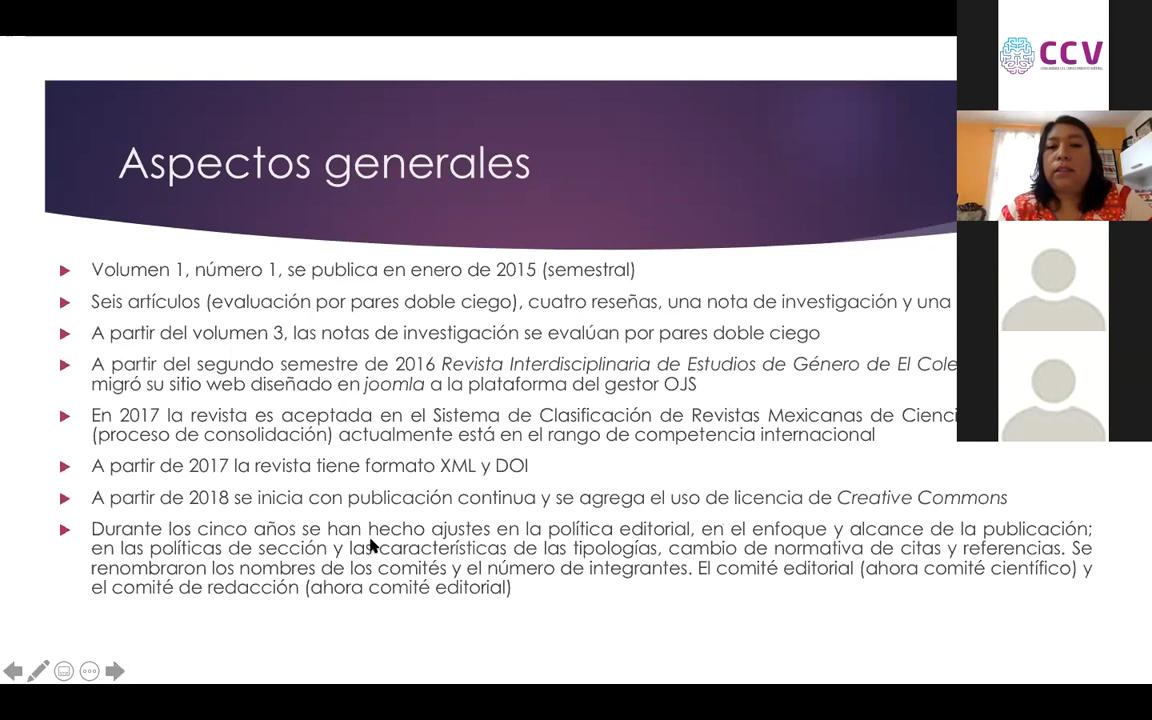 CCV
Aspectos generales
Volumen 1, número 1, se publica en enero de 2015 (semestral)
Seis artículos (evaluación por pares doble ciego), cuatro reseñas, una nota de investigación y una
A partir del volumen 3, las notas de investigación se evalúan por pares doble ciego
A partir del segundo semestre de 2016 Revista Interdisciplinaria de Estudios de Género de El
migró su sitio web diseñado en joomla a la plataforma del gestor OJS
En 2017 la revista es aceptada en el Sistema de Clasificación de Revistas Mexicanas de
(proceso de consolidación) actualmente está en el rango de competencia internacional
A partir de 2017 la revista tiene formato XML y DOI
A partir de 2018 se inicia con publicación continua y se agrega el uso de licencia de Creative Commons
Durante los cinco años se han hecho ajustes en la política editorial, en el enfoque y alcance de la publicación;
en las políticas de sección y las características de las tipologías, cambio de normativa de citas y referencias. Se
renombraron los nombres de los comités y el número de integrantes. El comité editorial (ahora comité científico) y
el comité de redacción (ahora comité editorial)